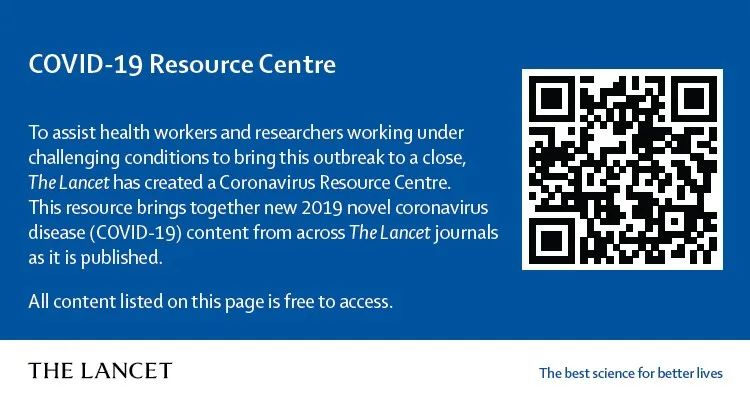 COVID-19 Resource Centre
To assist health workers and researchers working under
challenging conditions to bring this outbreak to a close,
The Lancet has created a Coronavirus Resource Centre.
This resource brings together new 2019 novel coronavirus
disease (COVID-19) content from across The Lancet journals
as it is published.
All content listed on this page is free to access.
THE LANCET
The best science for better lives